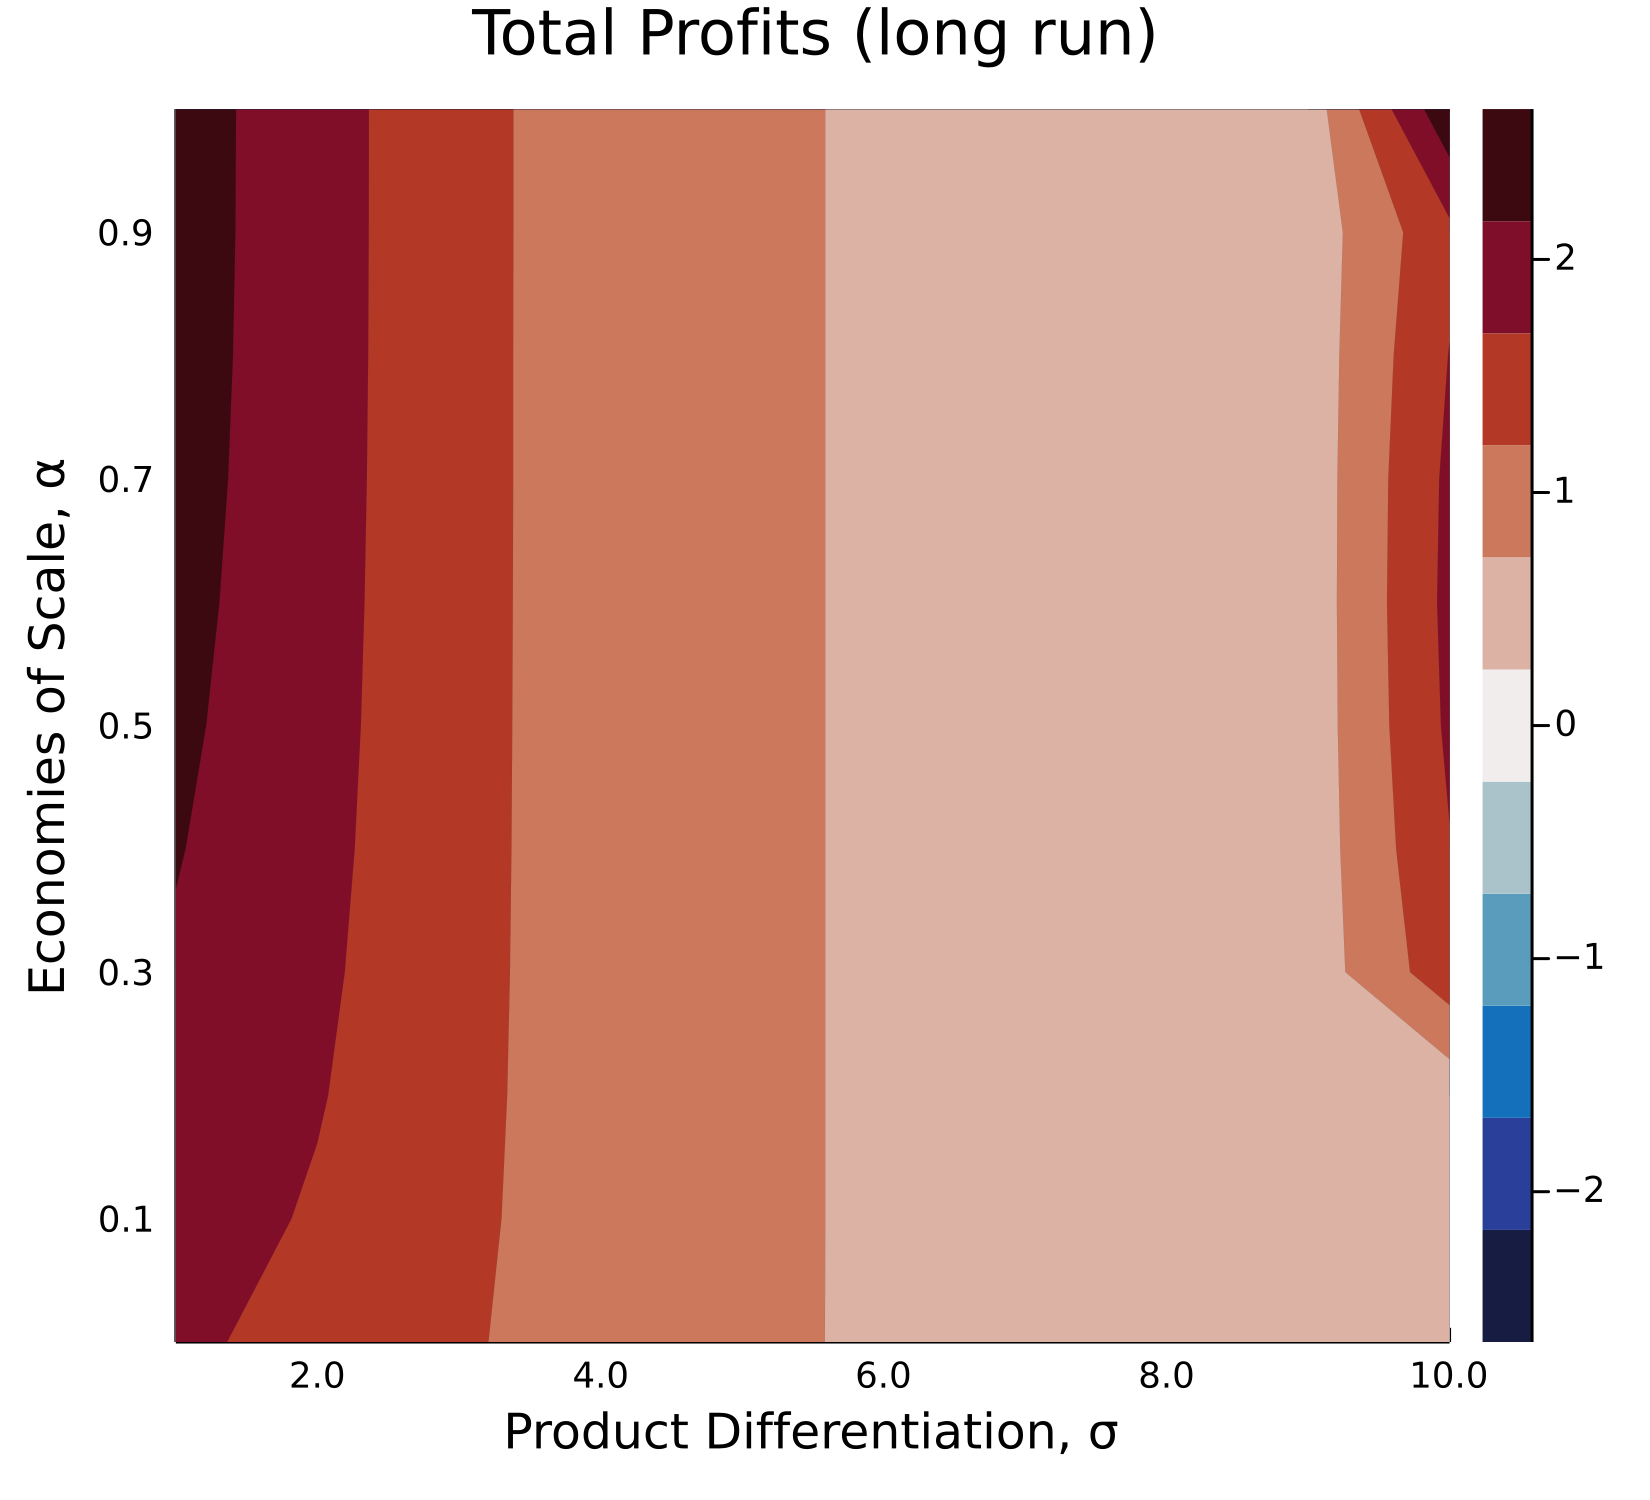 Total Profits (long run)
Economies of Scale, α
0.9
0.7
0.5
0.3
0.1
2.0 4.0 6.0 8.0 10.0
Product Differentiation, σ
2
1
0
−1
−2